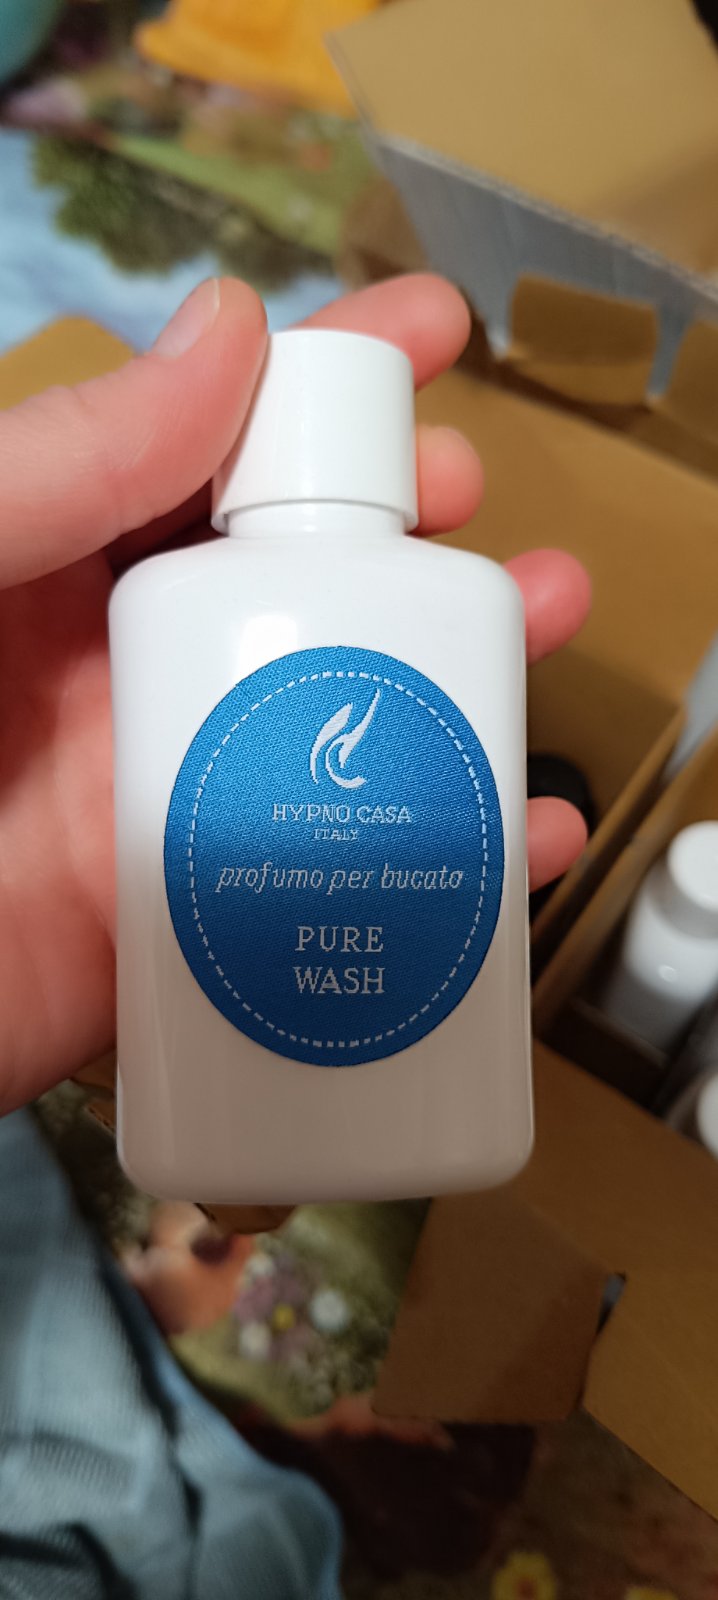 HYPNO CASA
ITALY
profumo per bucato
PURE
WASH